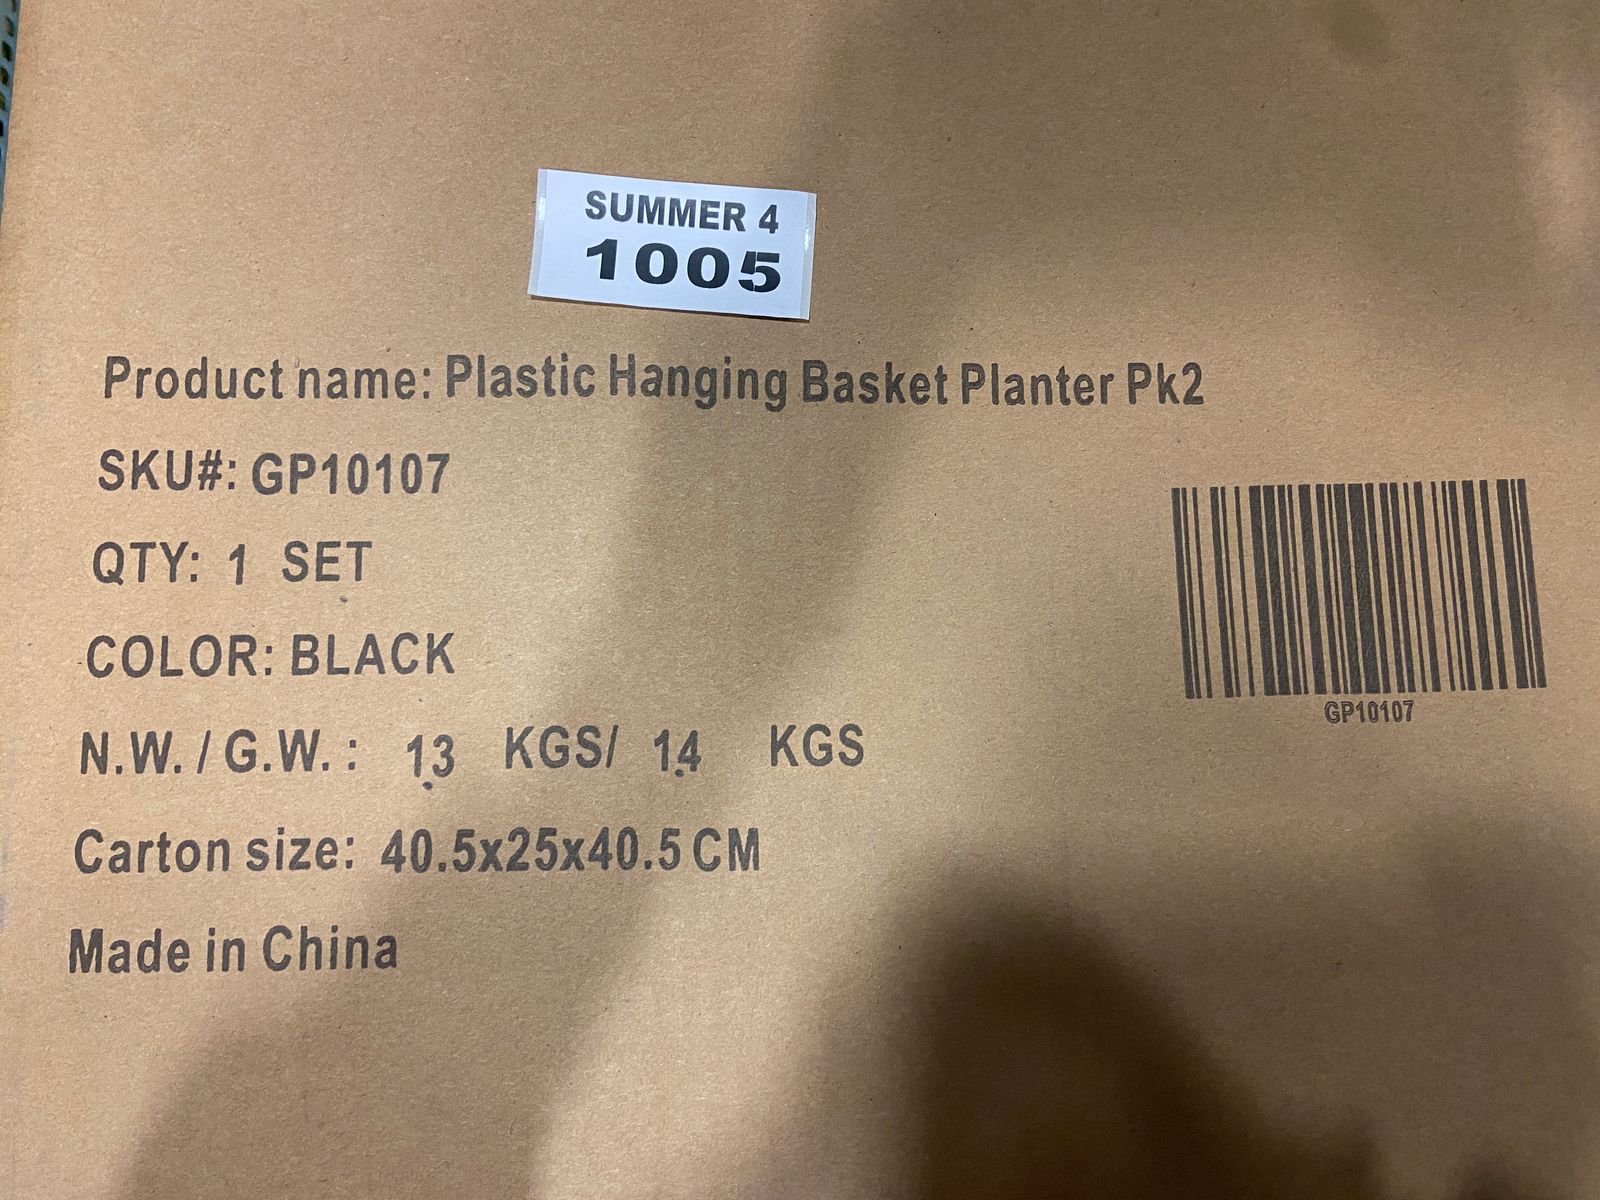 SUMMER 4
1005
Product name: Plastic Hanging Basket Planter Pk2
SKU#: GP10107
QTY: 1 SET
COLOR: BLACK
N.W. / G.W. : 13 KGS/ 14 KGS
Carton size: 40.5x25x40.5 CM
Made in China
GP10107